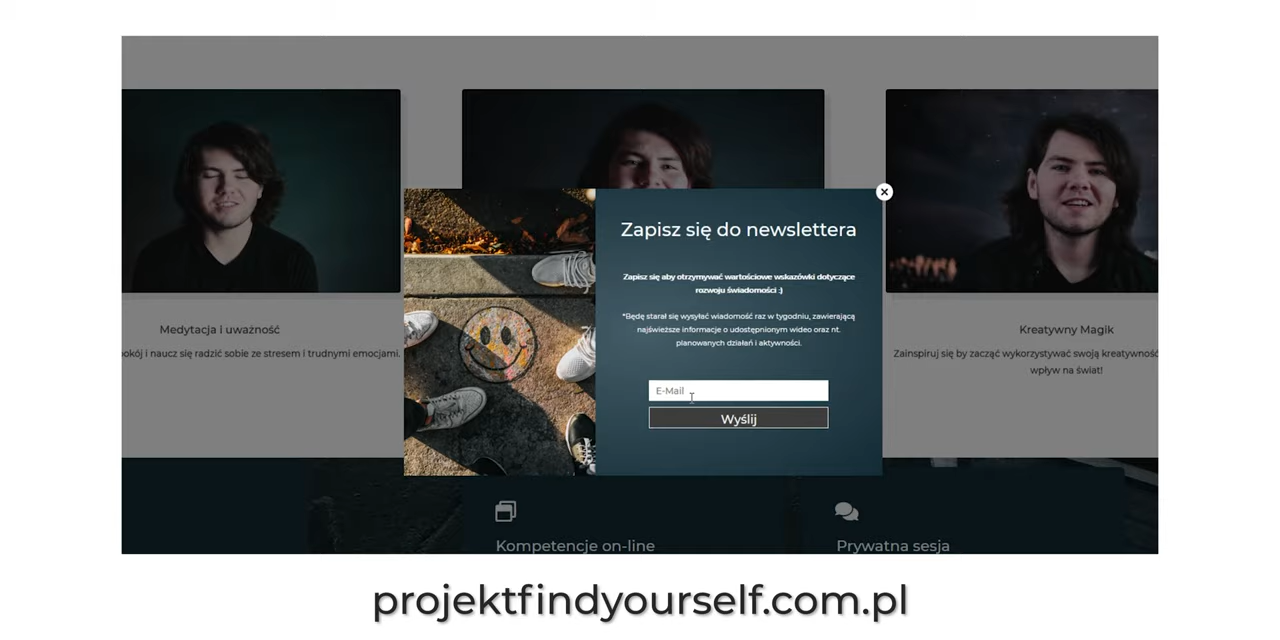 Zapisz się do newslettera
Zapisz się aby otrzymywać wartościowe wskazówki dotyczące
rozwoju świadomości :)
*Będę starał się wysyłać wiadomość raz w tygodniu, zawierającą
najświeższe informacje o udostępnionym wideo oraz nt.
planowanych działań i aktywności.
E-Mail
Wyślij
Medytacja i uważność
i naucz się radzić sobie ze stresem i trudnymi emocjami.
Kreatywny Magik
Zainspiruj się by zacząć wykorzystywać swoją kreatywność
wpływ na świat!
Kompetencje on-line
Prywatna sesja
projektfindyourself.com.pl